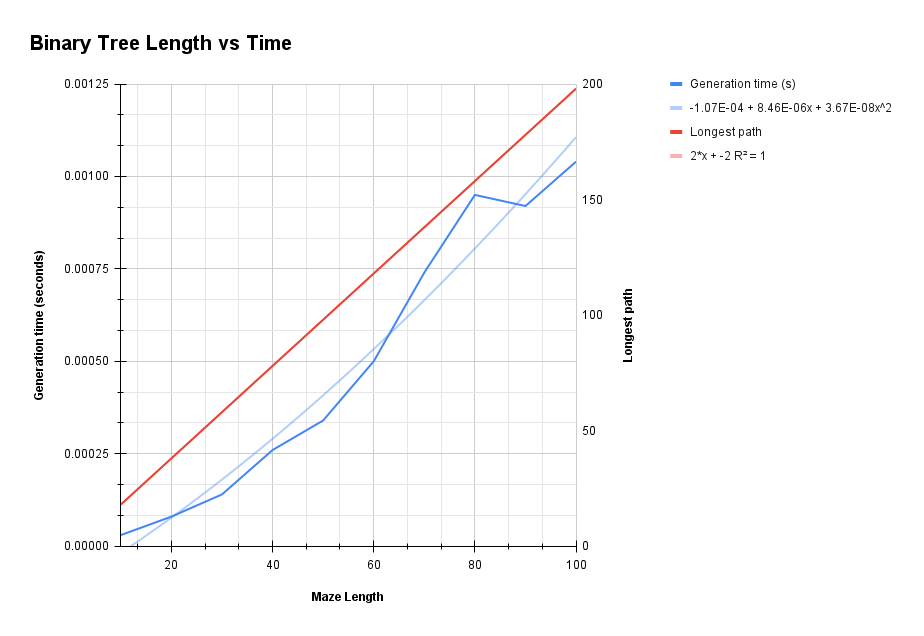 Binary Tree Length vs Time
0.00125
0.00100
0.00075
0.00050
0.00025
0.00000
Generation time (seconds)
20
40
60
80
100
Maze Length
200
150
100
50
0
Longest path
Generation time (s)
-1.07E-04 + 8.46E-06x + 3.67E-08x^2
Longest path
2*x + -2 R² = 1